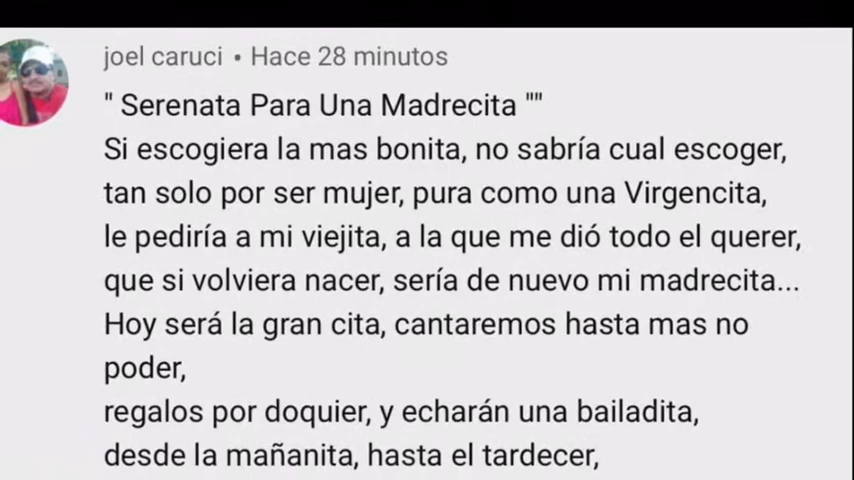 joel caruci • Hace 28 minutos
" Serenata Para Una Madrecita ""
Si escogiera la mas bonita, no sabría cual escoger,
tan solo por ser mujer, pura como una Virgencita,
le pediría a mi viejita, a la que me dió todo el querer,
que si volviera nacer, sería de nuevo mi madrecita...
Hoy será la gran cita, cantaremos hasta mas no
poder,
regalos por doquier, y echarán una bailadita,
desde la mañanita, hasta el tardecer,